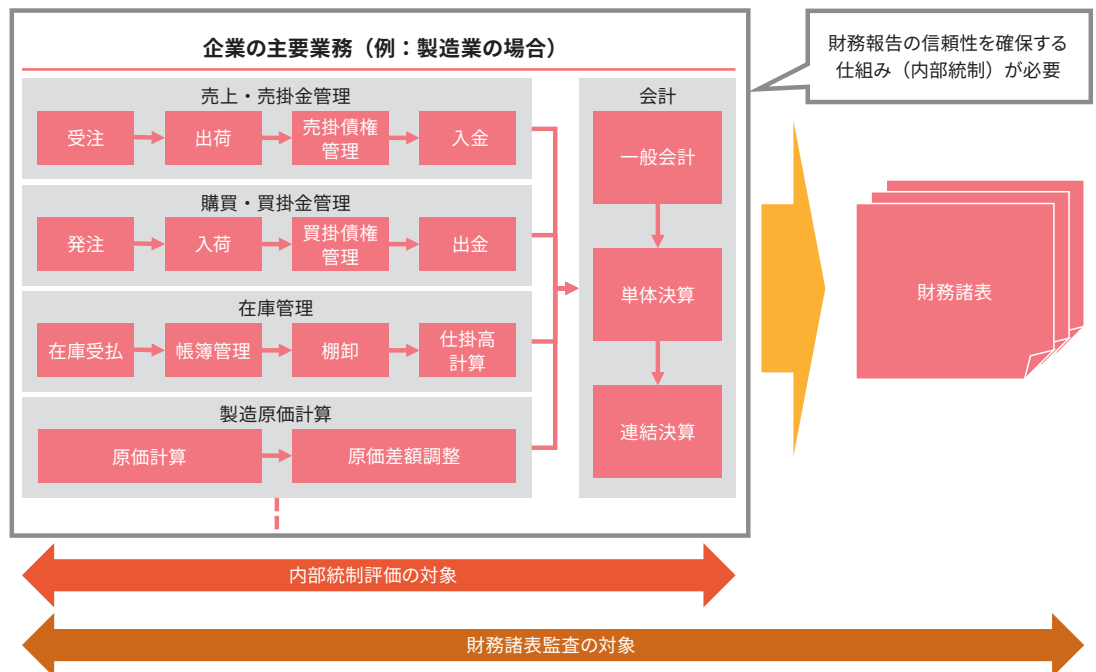 企業の主要業務（例：製造業の場合）
財務報告の信頼性を確保する
仕組み（内部統制）が必要
売上・売掛金管理
受注
出荷
売掛債権
管理
入金
購買・買掛金管理
発注
入荷
買掛債権
管理
出金
在庫管理
在庫受払
帳簿管理
棚卸
仕掛高
計算
製造原価計算
原価計算
原価差額調整
会計
一般会計
単体決算
連結決算
財務諸表
内部統制評価の対象
財務諸表監査の対象